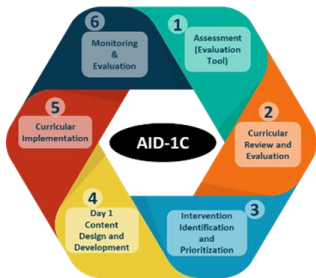 1
Assessment
(Evaluation
Tool)
2
Curricular
Review and
Evaluation
3
Intervention
Identification
and
Prioritization
4
Day 1
Content
Design and
Development
5
Curricular
Implementation
6
Monitoring
&
Evaluation
AID-1C